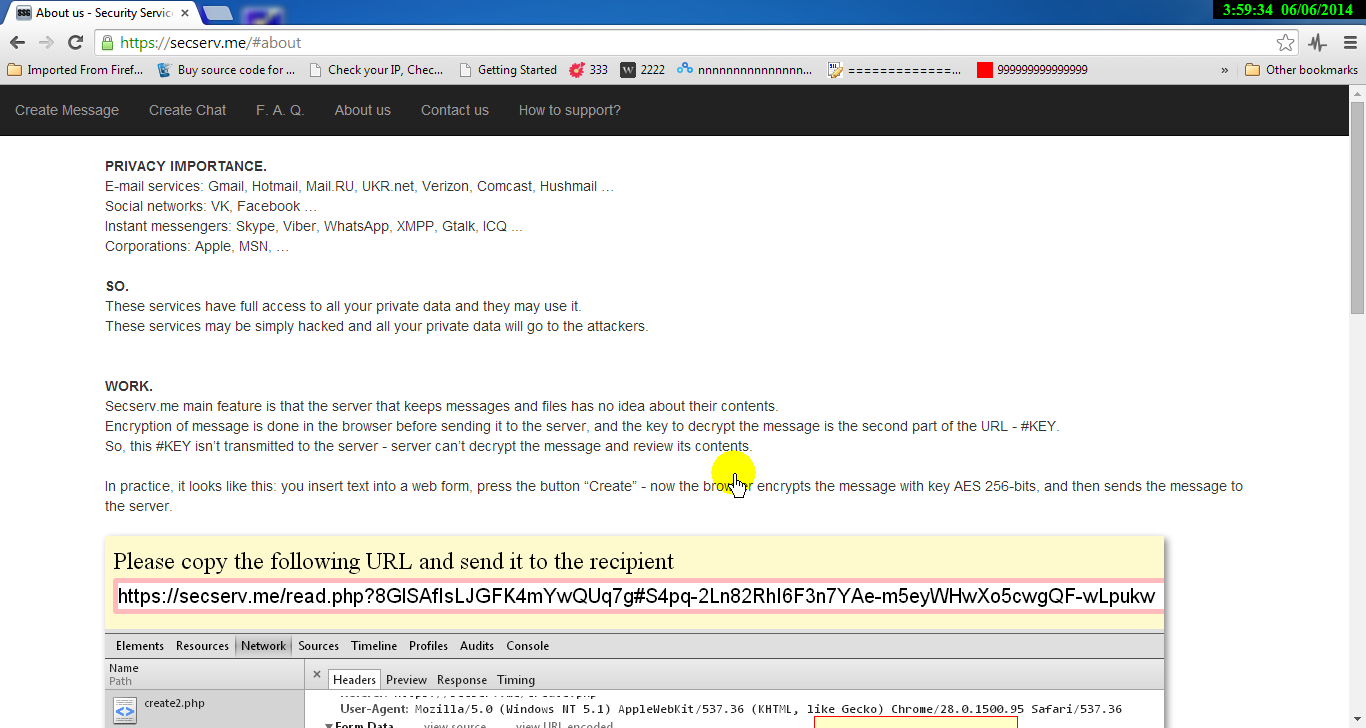 About us - Security Servic
3:59:34 06/06/2014
https://secserv.me/#about
Imported From Firef... Buy source code for ... Check your IP, Chec... Getting Started 333 2222 nnnnnnnnnnnnnnn... =============... 99999999999999 » Other bookmarks
Create Message Create Chat F. A. Q. About us Contact us How to support?
PRIVACY IMPORTANCE.
E-mail services: Gmail, Hotmail, Mail.RU, UKR.net, Verizon, Comcast, Hushmail …
Social networks: VK, Facebook …
Instant messengers: Skype, Viber, WhatsApp, XMPP, Gtalk, ICQ ...
Corporations: Apple, MSN, …
SO.
These services have full access to all your private data and they may use it.
These services may be simply hacked and all your private data will go to the attackers.
WORK.
Secserv.me main feature is that the server that keeps messages and files has no idea about their contents.
Encryption of message is done in the browser before sending it to the server, and the key to decrypt the message is the second part of the URL - #KEY.
So, this #KEY isn’t transmitted to the server - server can’t decrypt the message and review its contents.
In practice, it looks like this: you insert text into a web form, press the button “Create” - now the browser encrypts the message with key AES 256-bits, and then sends the message to
the server.
Please copy the following URL and send it to the recipient
https://secserv.me/read.php?8GlSAflsLJGFK4mYwQUq7g#S4pq-2Ln82RhI6F3n7YAe-m5eyWHwXo5cwgQF-wLpukw
Elements Resources Network Sources Timeline Profiles Audits Console
Name
Path
× Headers Preview Response Timing
create2.php
User-Agent: Mozilla/5.0 (Windows NT 5.1) AppleWebKit/537.36 (KHTML, like Gecko) Chrome/28.0.1500.95 Safari/537.36
Form Data view source view URL encoded